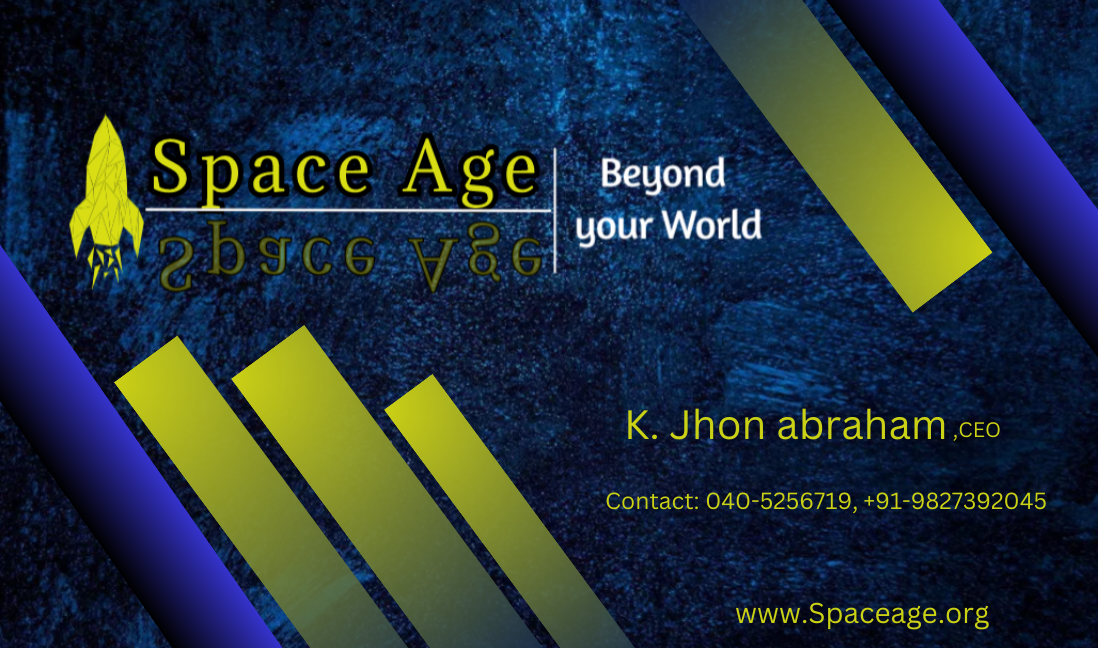 Space Age
Beyond
your World
K. Jhon abraham ,CEO
Contact: 040-5256719, +91-9827392045
www.Spaceage.org